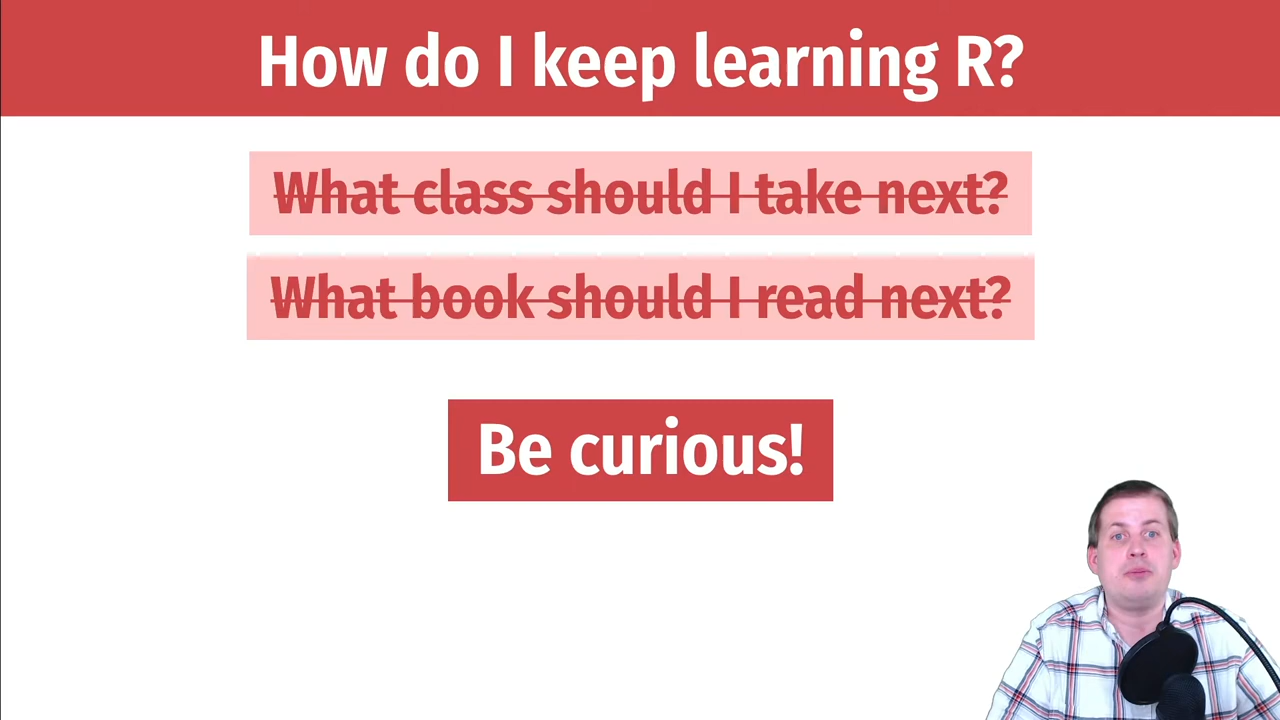 How do I keep learning R?
What class should I take next?
What book should I read next?
Be curious!